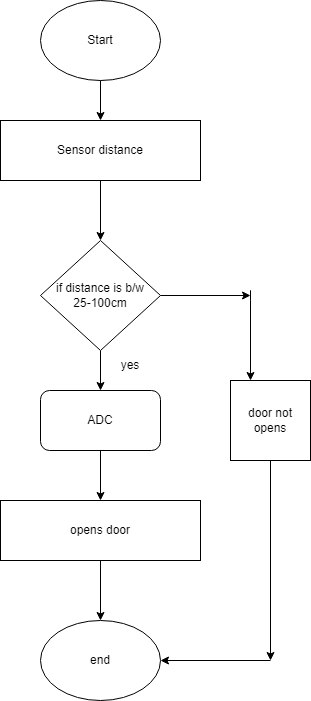 Start
Sensor distance
if distance is b/w
25-100cm
yes
ADC
door not
opens
opens door
end